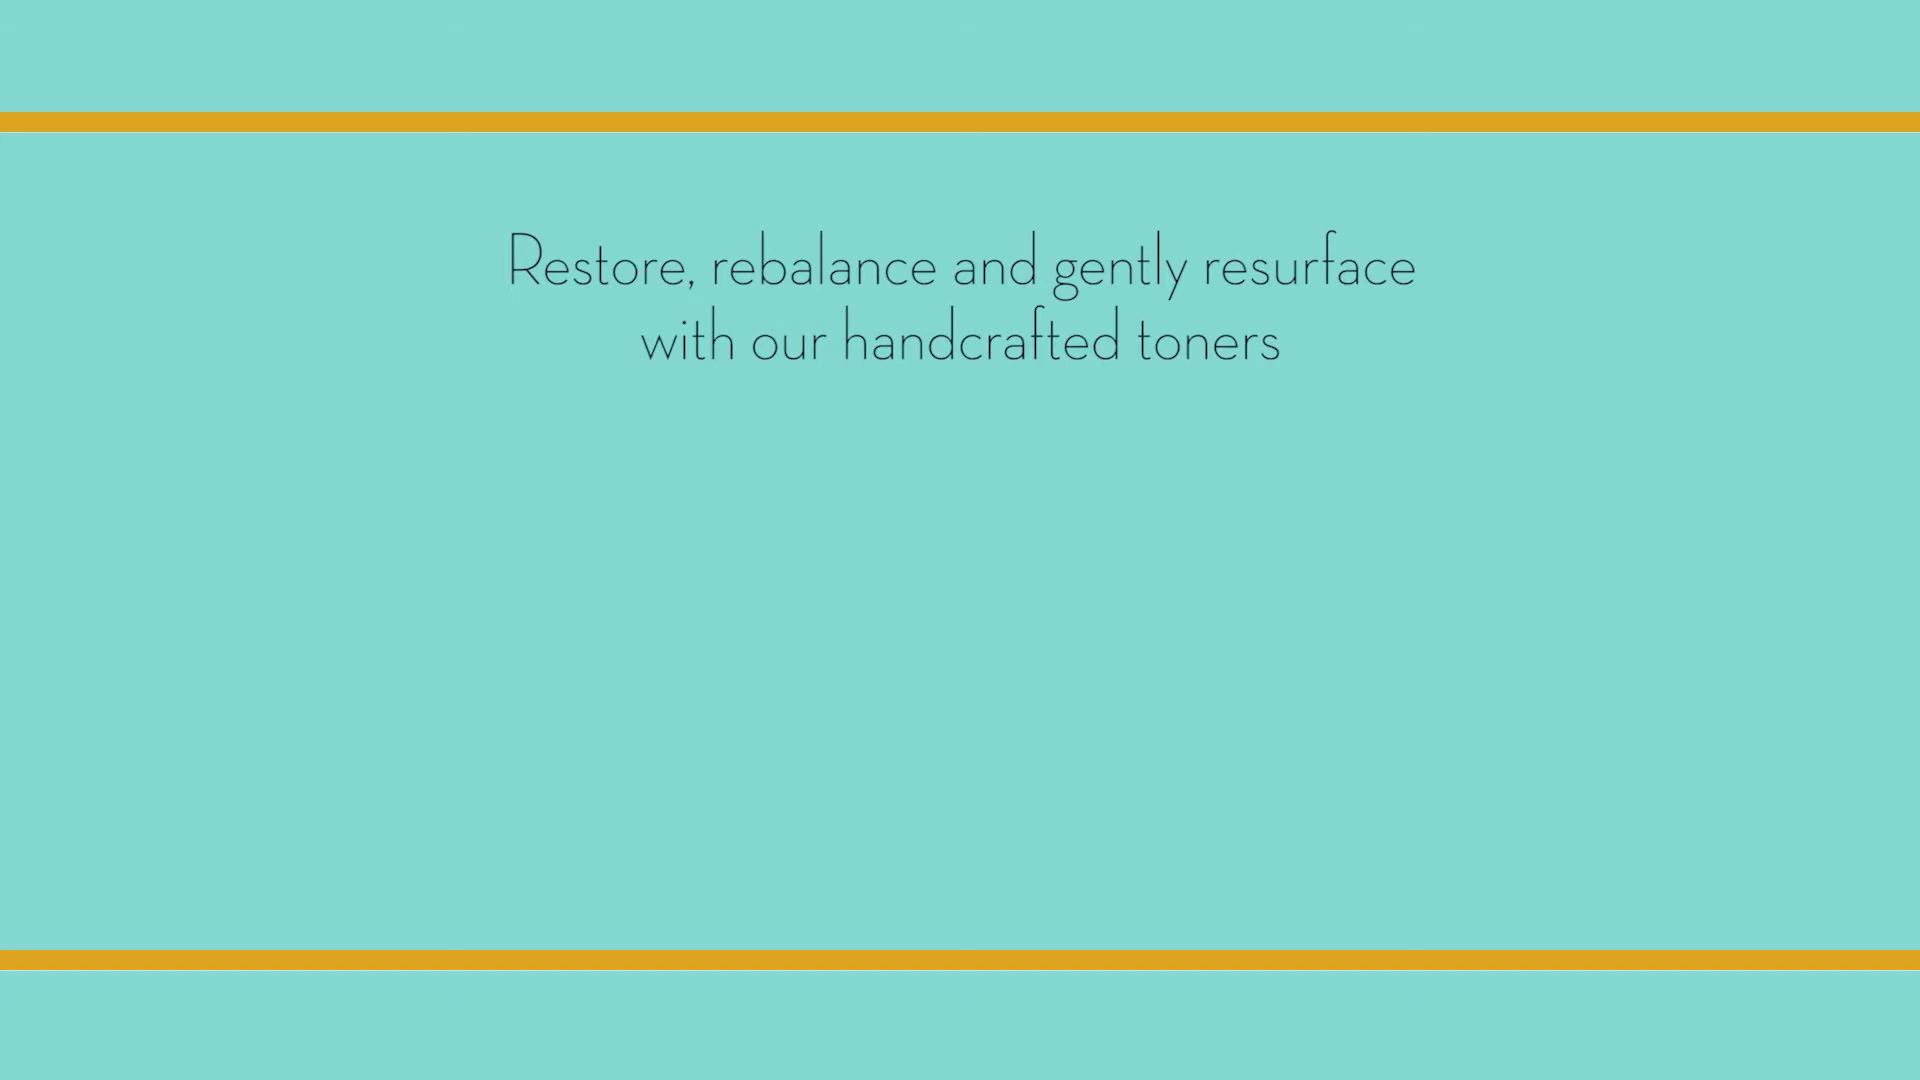 Restore, rebalance and gently resurface
with our handcrafted toners